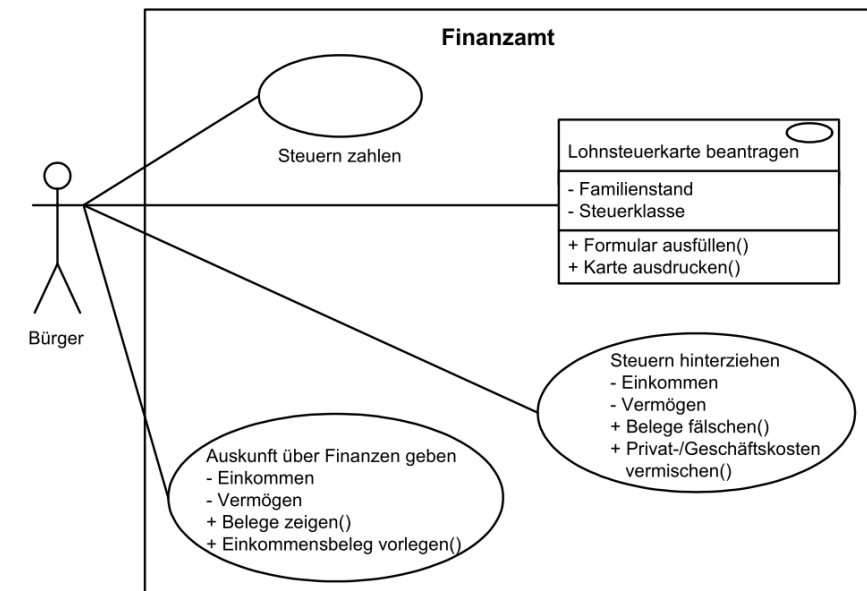 Finanzamt
Steuern zahlen
Lohnsteuerkarte beantragen
- Familienstand
- Steuerklasse
+ Formular ausfüllen()
+ Karte ausdrucken()
Bürger
Steuern hinterziehen
- Einkommen
- Vermögen
+ Belege fälschen()
+ Privat-/Geschäftskosten
vermischen()
Auskunft über Finanzen geben
- Einkommen
- Vermögen
+ Belege zeigen()
+ Einkommensbeleg vorlegen()